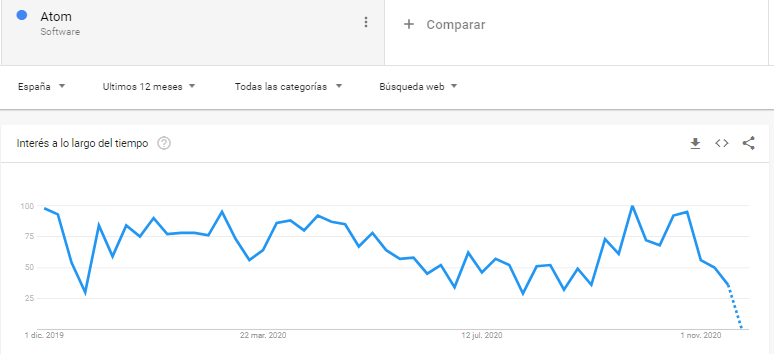 Atom
Software
Comparar
España
Ultimos 12 meses
Todas las categorías
Búsqueda web
Interés a lo largo del tiempo
100
75
50
25
1 dic. 2019
22 mar. 2020
12 jul. 2020
1 nov. 2020